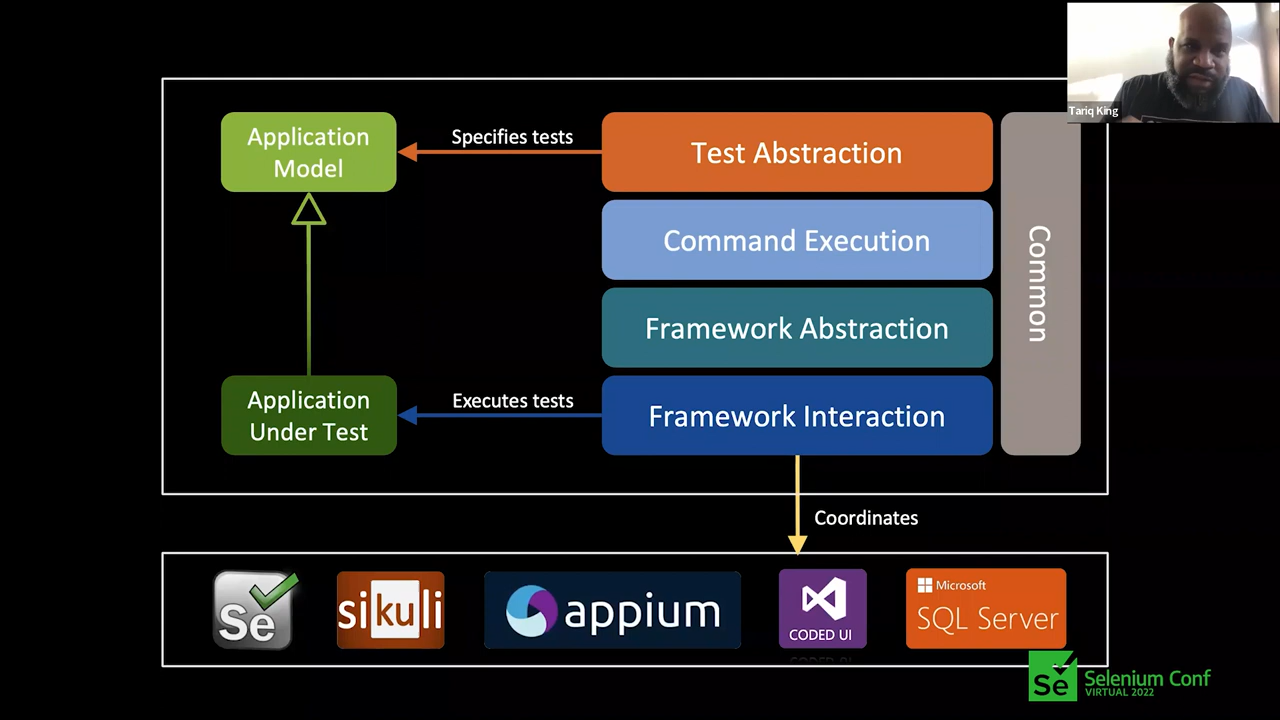 Tariq King
Application
Model
Specifies tests
Test Abstraction
Command Execution
Framework Abstraction
Common
Application
Under Test
Executes tests
Framework Interaction
Coordinates
Se
sikuli
appium
CODED UI
Microsoft
SQL Server
Se
Selenium Conf
VIRTUAL 2022